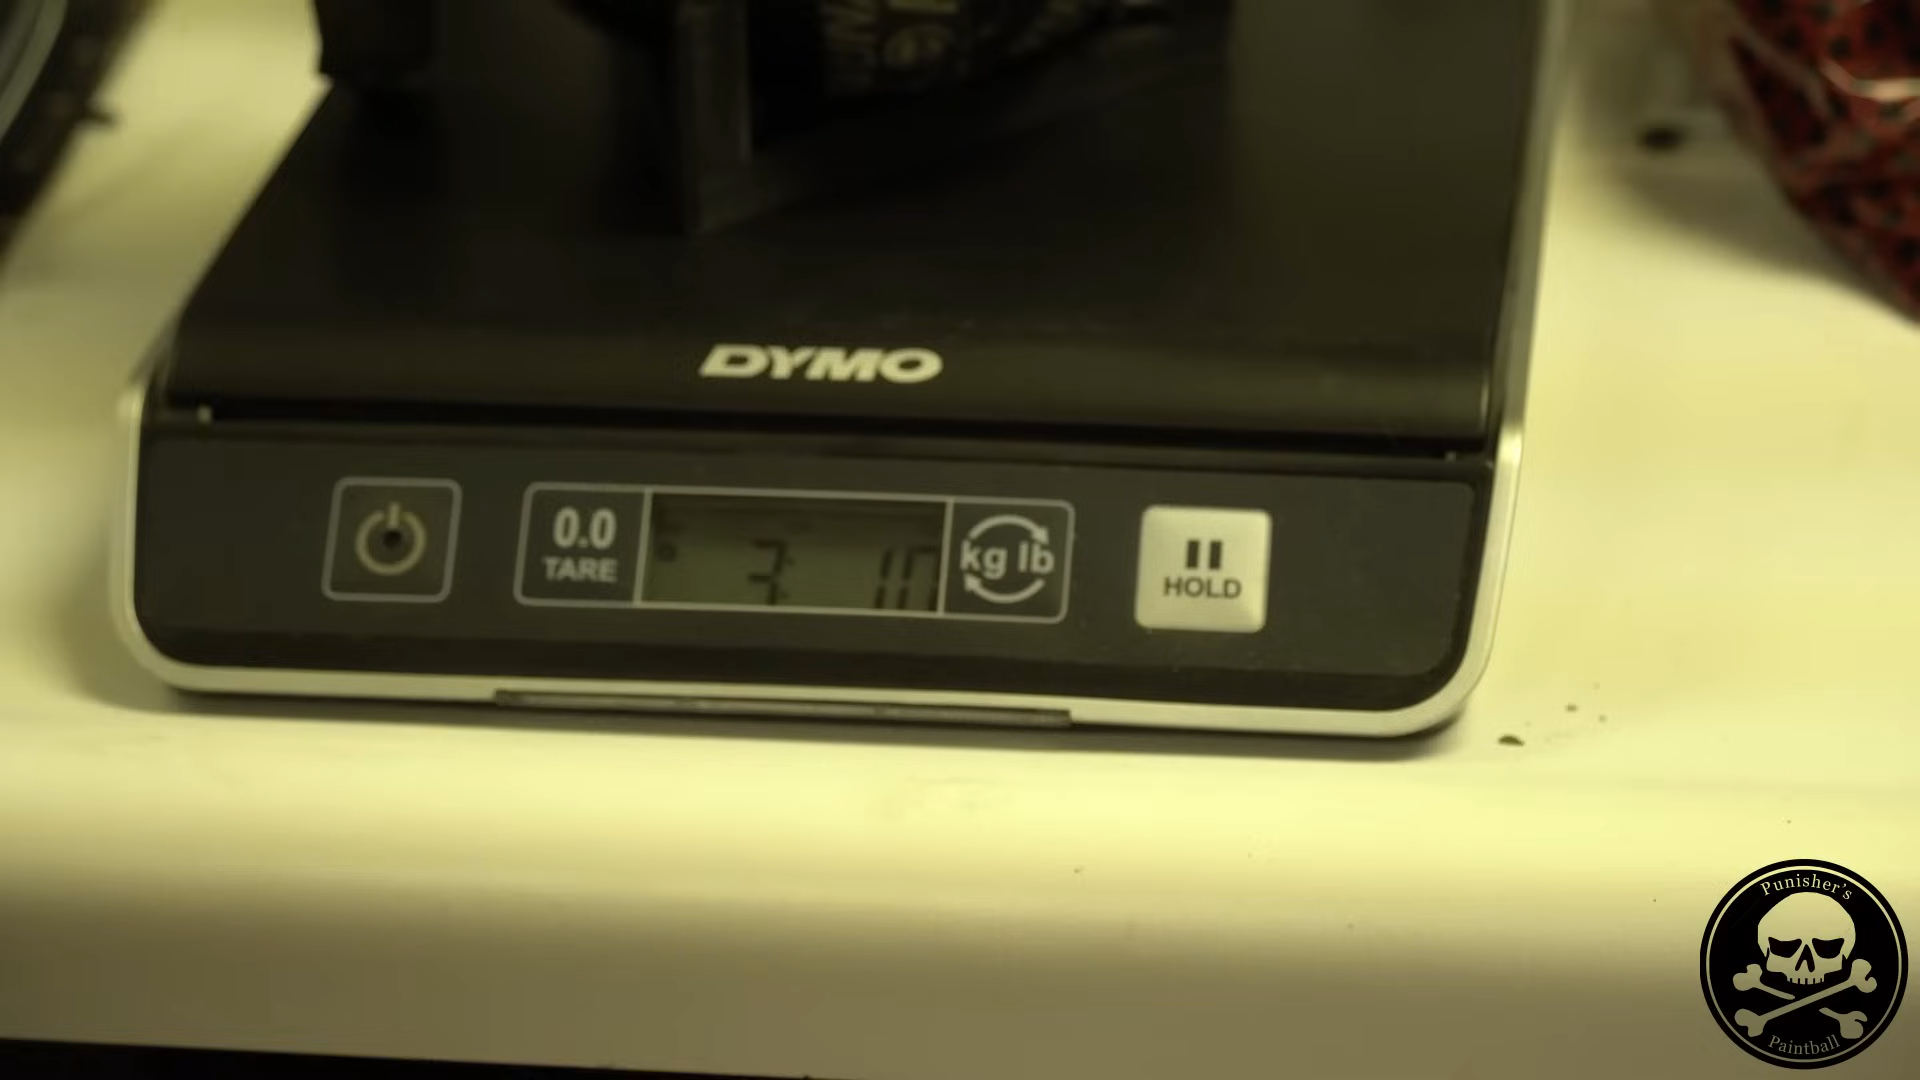 DYMO
0.0
TARE
3 10
kg lb
HOLD
Punisher's
Paintball